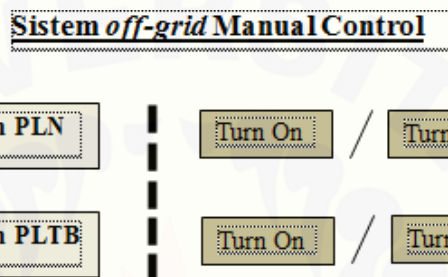 Sistem off-grid Manual Control
PLN Turn On / Turn
PLTB Turn On / Turn